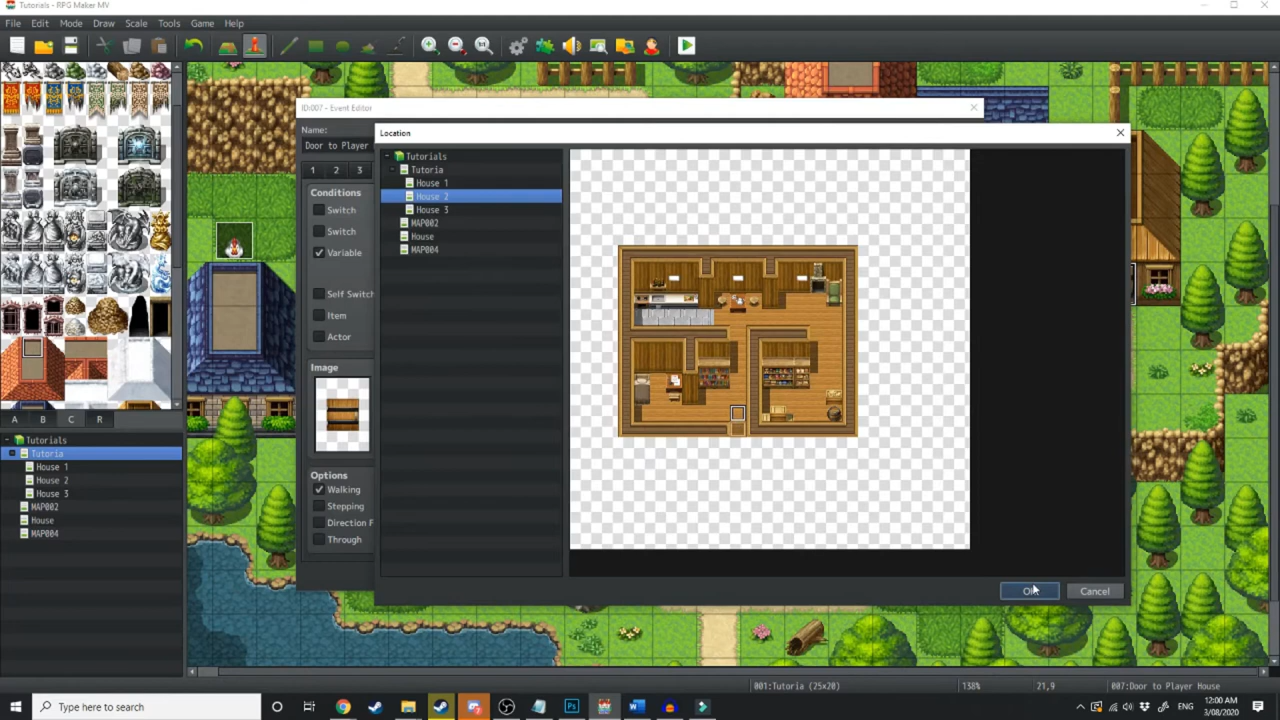 Tutorials - RPG Maker MV
File Edit Mode Draw Scale Tools Game Help
ID:007 - Event Editor
Name:
Door to Player
1 2 3
Conditions
Switch
Switch
Variable
Self Switch
Item
Actor
Image
Options
Walking
Stepping
Direction F
Through
Location
Tutorials
Tutoria
House 1
House 2
House 3
MAP002
House
MAP004
OK
Cancel
A B C R
Tutorials
Tutoria
House 1
House 2
House 3
MAP002
House
MAP004
001:Tutoria (25x20) 138% 21,9 007:Door to Player House
Type here to search
ENG
12:00 AM
3/08/2020